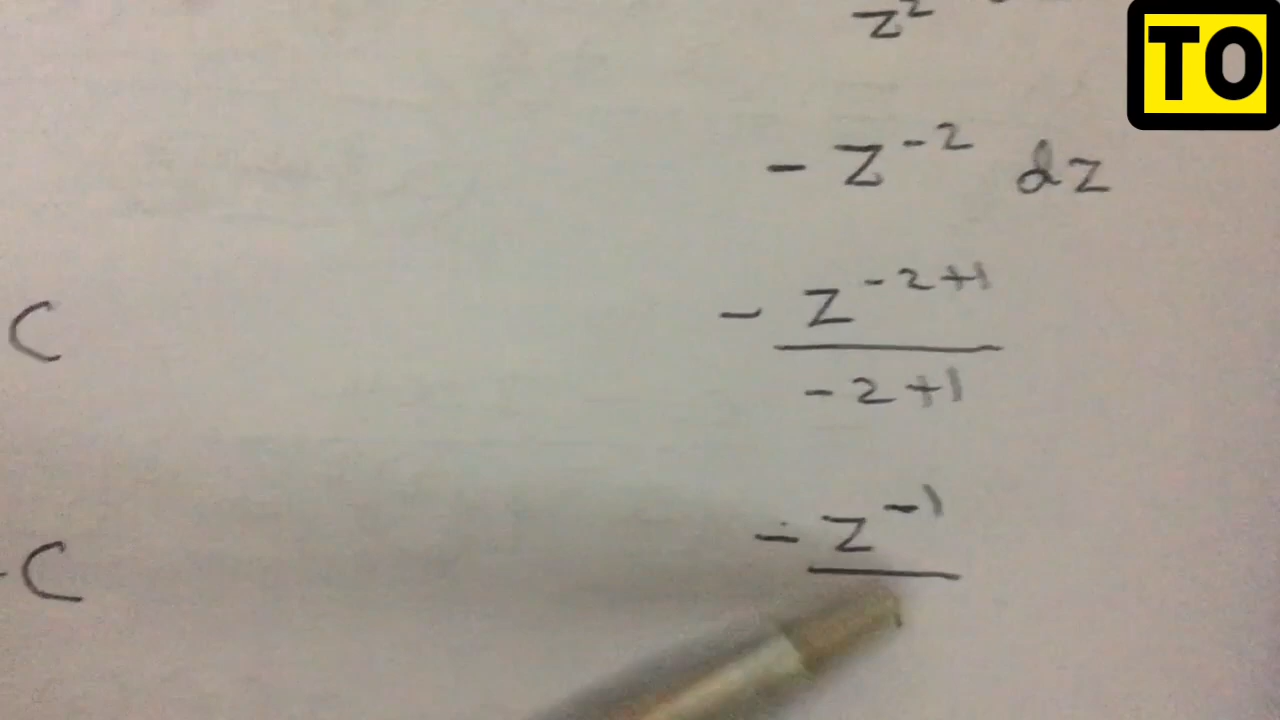 z²
TO
- z⁻² dz
- z⁻²⁺¹
C
-2+1
- z⁻¹
-C